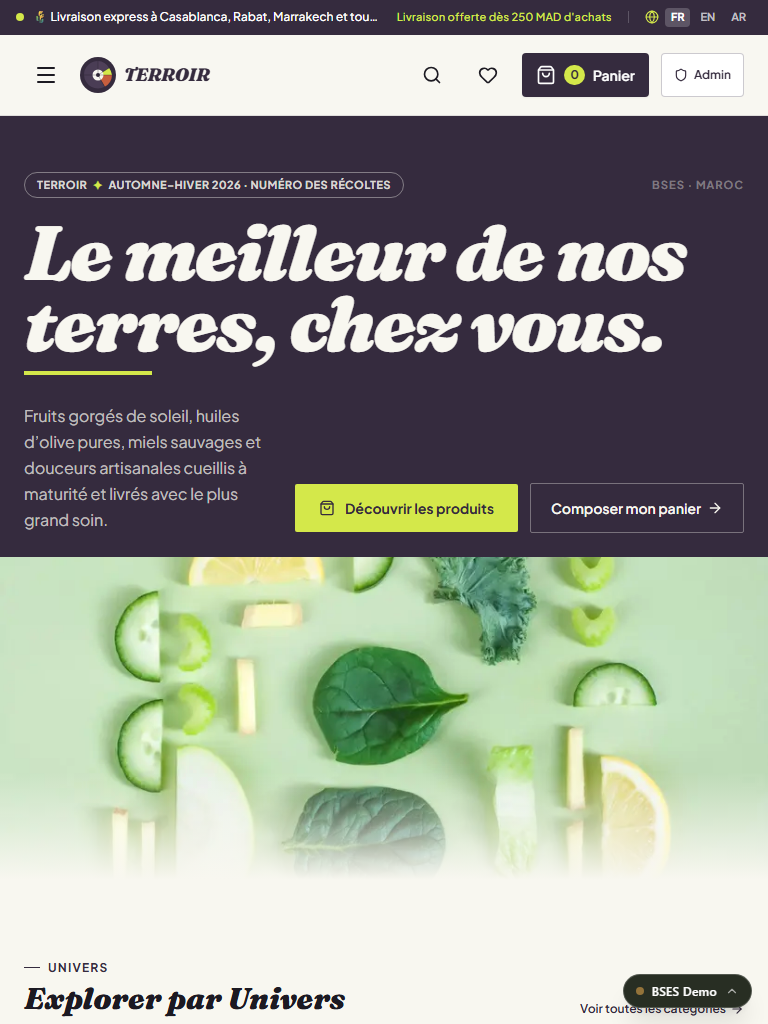 Livraison express à Casablanca, Rabat, Marrakech et tou...
Livraison offerte dès 250 MAD d'achats
FR EN AR
TERROIR
0 Panier
Admin
TERROIR ✦ AUTOMNE–HIVER 2026 · NUMÉRO DES RÉCOLTES
BSES · MAROC
Le meilleur de nos
terres, chez vous.
Fruits gorgés de soleil, huiles
d’olive pures, miels sauvages et
douceurs artisanales cueillis à
maturité et livrés avec le plus
grand soin.
Découvrir les produits
Composer mon panier →
— UNIVERS
Explorer par Univers
BSES Demo
Voir toutes les catégories →